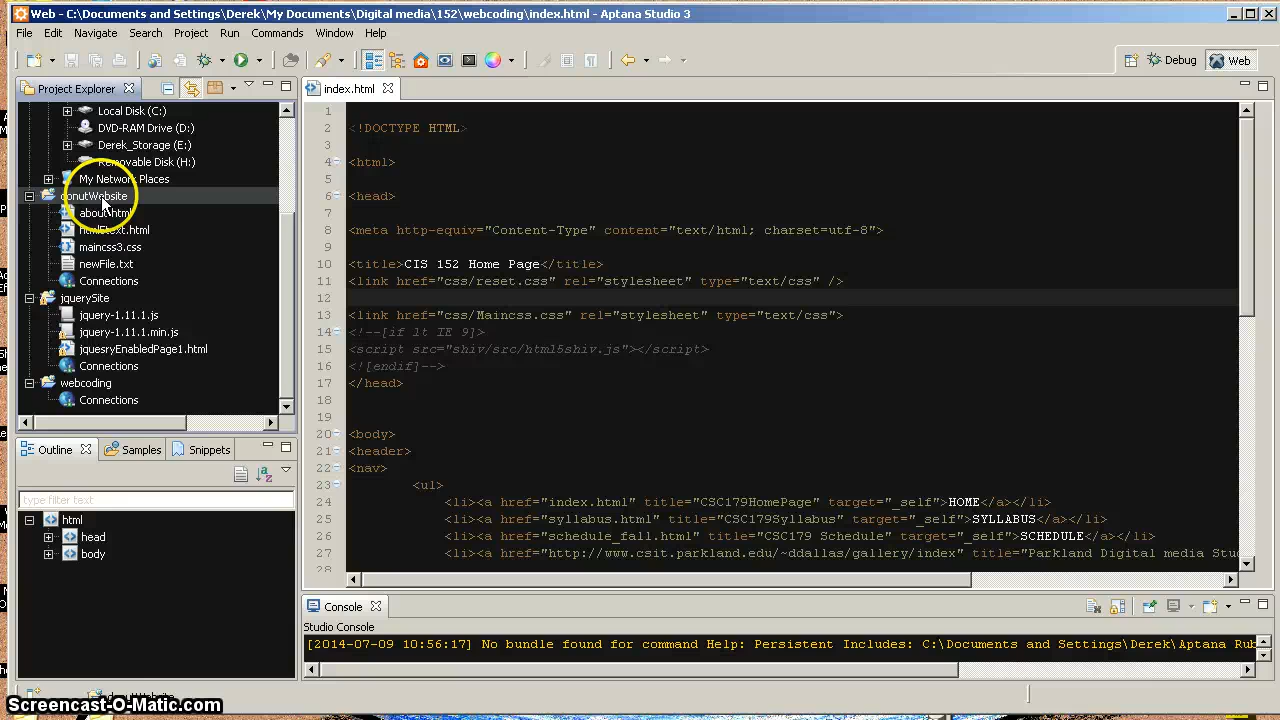 Web - C:\Documents and Settings\Derek\My Documents\Digital media\152\webcoding\index.html - Aptana Studio 3
File Edit Navigate Search Project Run Commands Window Help
Debug Web
Project Explorer
Local Disk (C:)
DVD-RAM Drive (D:)
Derek_Storage (E:)
Removable Disk (H:)
My Network Places
donutWebsite
about.html
html5text.html
maincss3.css
newFile.txt
Connections
jquerySite
jquery-1.11.1.js
jquery-1.11.1.min.js
jquesryEnabledPage1.html
Connections
webcoding
Connections
Outline Samples Snippets
type filter text
html
head
body
index.html
1
2 <!DOCTYPE HTML>
3
4 <html>
5
6 <head>
7
8 <meta http-equiv="Content-Type" content="text/html; charset=utf-8">
9
10 <title>CIS 152 Home Page</title>
11 <link href="css/reset.css" rel="stylesheet" type="text/css" />
12
13 <link href="css/Maincss.css" rel="stylesheet" type="text/css">
14 <!--[if lt IE 9]>
15 <script src="shiv/src/html5shiv.js"></script>
16 <![endif]-->
17 </head>
18
19
20 <body>
21 <header>
22 <nav>
23 <ul>
24 <li><a href="index.html" title="CSC179HomePage" target="_self">HOME</a></li>
25 <li><a href="syllabus.html" title="CSC179Syllabus" target="_self">SYLLABUS</a></li>
26 <li><a href="schedule_fall.html" title="CSC179 Schedule" target="_self">SCHEDULE</a></li>
27 <li><a href="http://www.csit.parkland.edu/~ddallas/gallery/index" title="Parkland Digital media Stu
28
Console
Studio Console
[2014-07-09 10:56:17] No bundle found for command Help: Persistent Includes: C:\Documents and Settings\Derek\Aptana Rub
Screencast-O-Matic.com